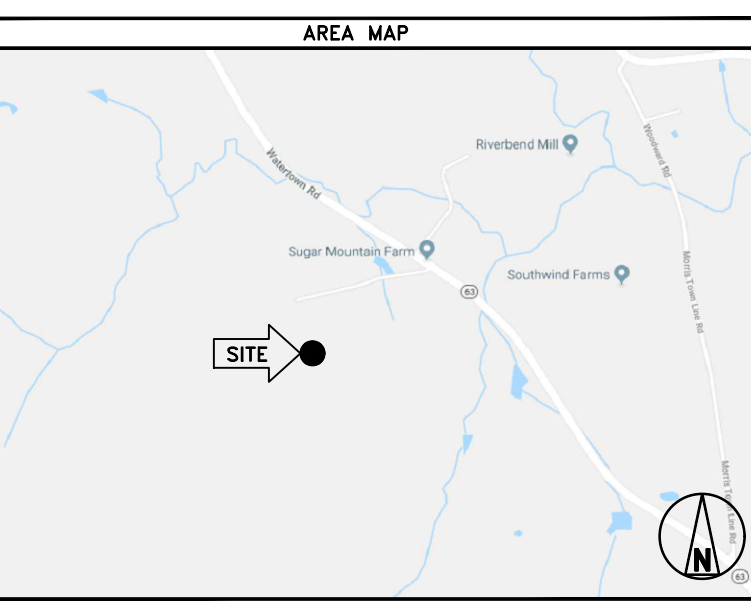 AREA MAP
Woodward Rd
Riverbend Mill
Watertown Rd
Sugar Mountain Farm
Southwind Farms
63
Morris Town Line Rd
SITE
Morris Town Line Rd
N
63